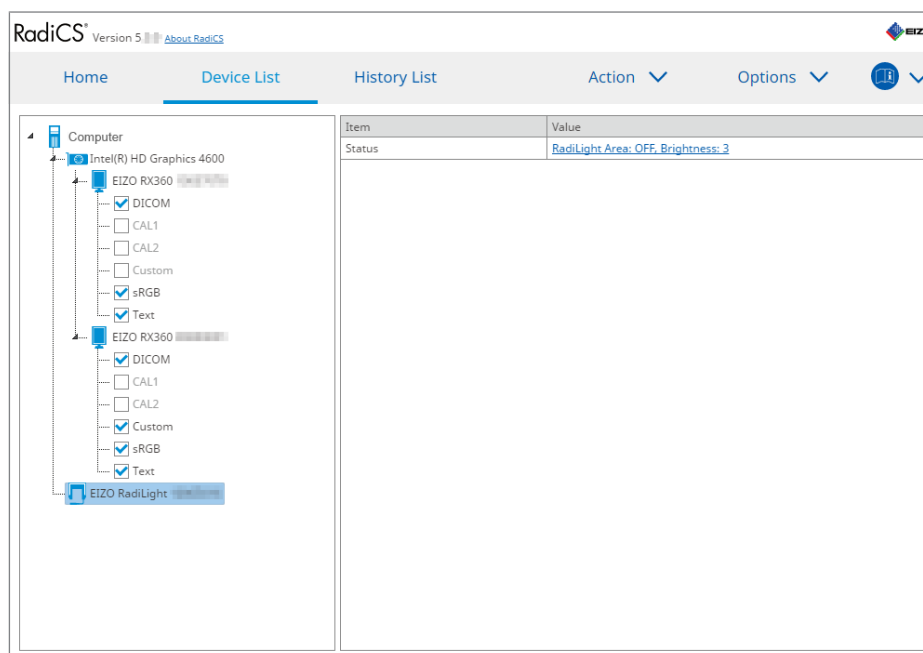 RadiCS® Version 5 About RadiCS
EIZ
Home Device List History List Action Options
Computer
Intel(R) HD Graphics 4600
EIZO RX360
DICOM
CAL1
CAL2
Custom
sRGB
Text
EIZO RX360
DICOM
CAL1
CAL2
Custom
sRGB
Text
EIZO RadiLight
Item Value
Status RadiLight Area: OFF, Brightness: 3